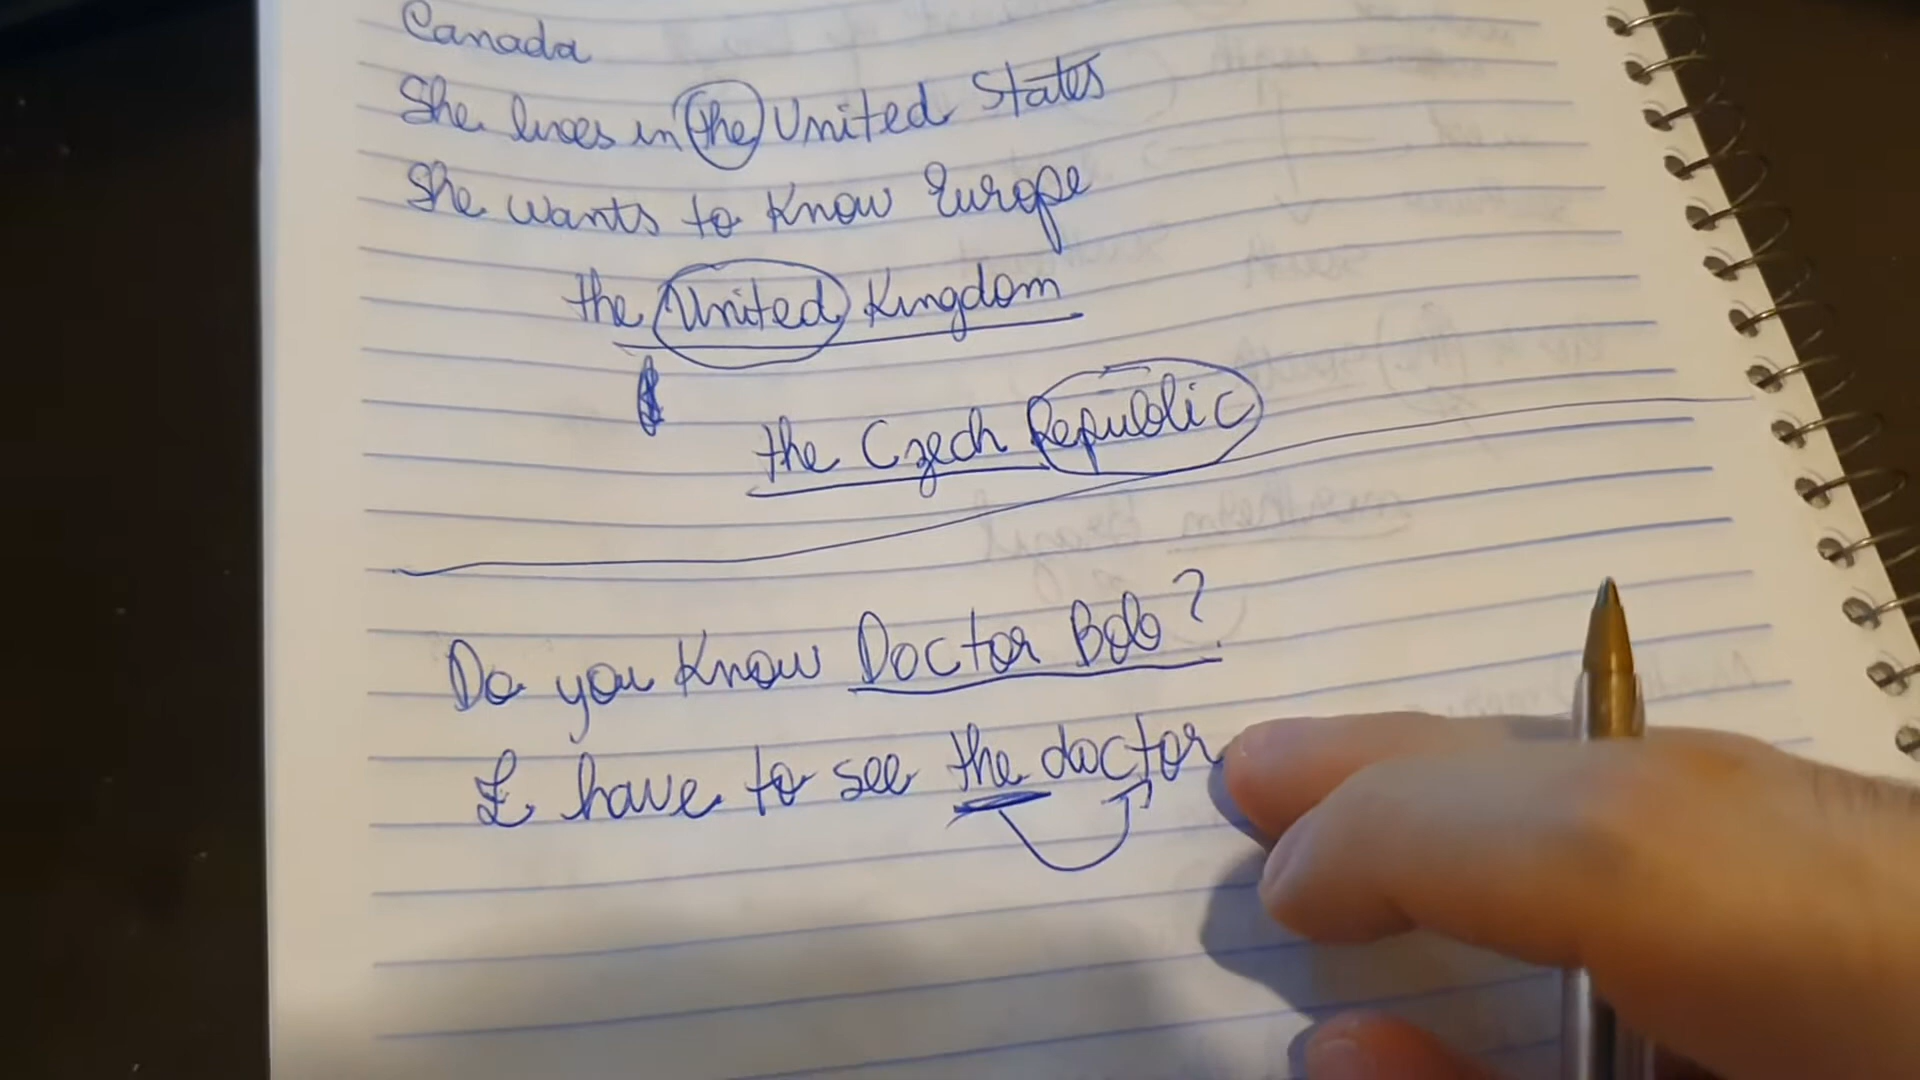 Canada
She lives in the United States
She wants to know Europe
the United Kingdom
the Czech Republic
Do you know Doctor Bob?
I have to see the doctor